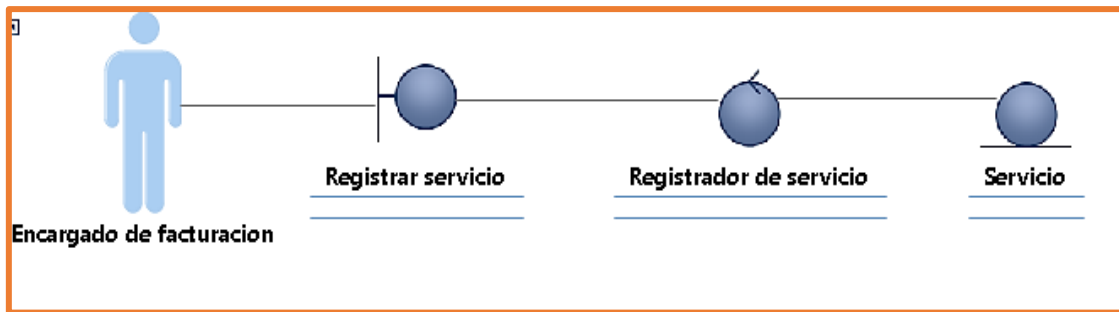 Registrar servicio
Registrador de servicio
Servicio
Encargado de facturacion